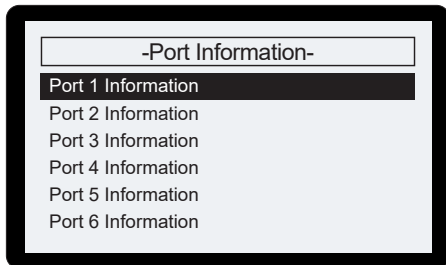 -Port Information-
Port 1 Information
Port 2 Information
Port 3 Information
Port 4 Information
Port 5 Information
Port 6 Information